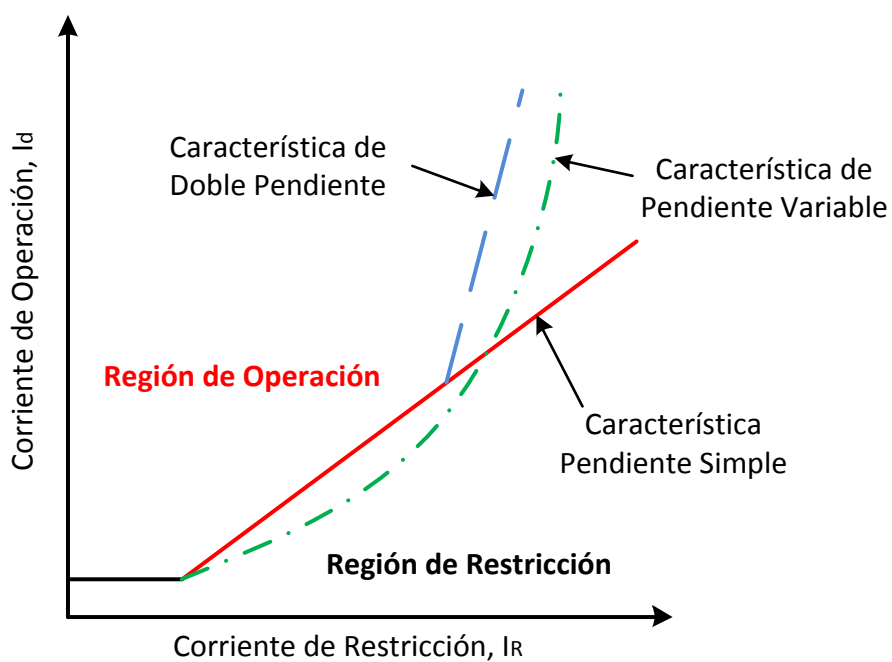 Corriente de Operación, Id
Característica de
Doble Pendiente
Característica de
Pendiente Variable
Región de Operación
Característica
Pendiente Simple
Región de Restricción
Corriente de Restricción, IR